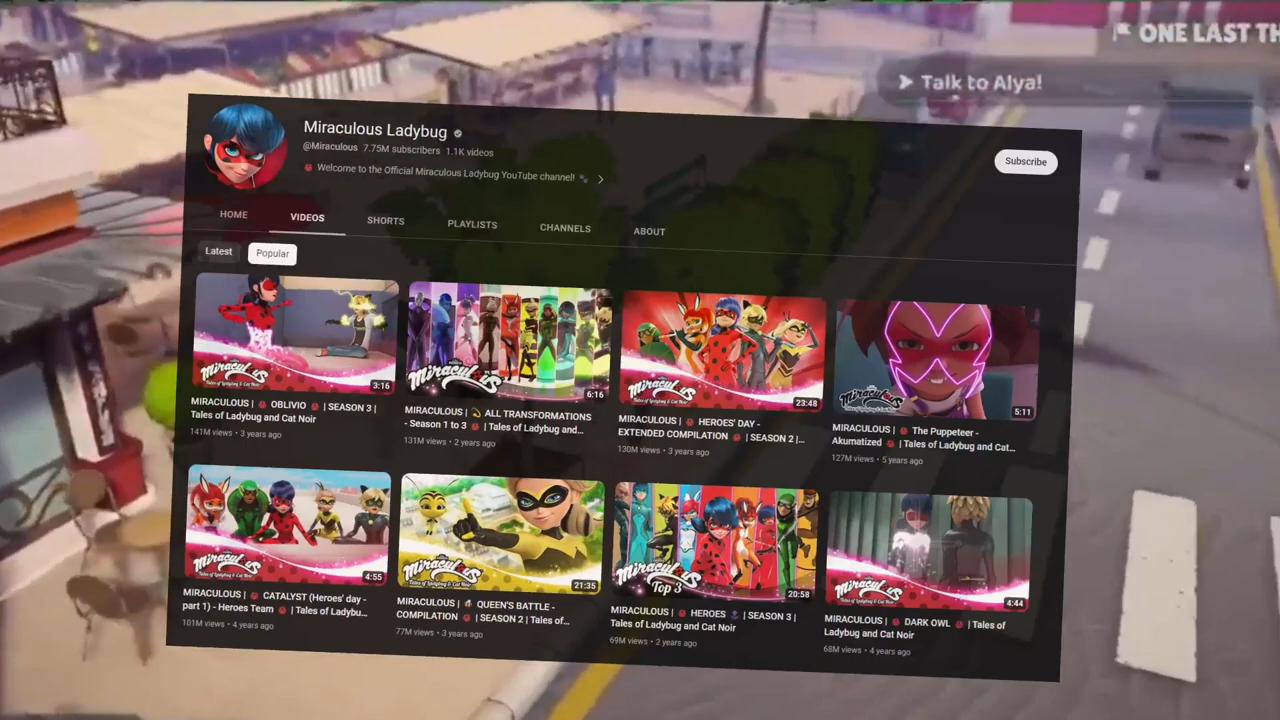 ONE LAST TH
Talk to Alya!
Miraculous Ladybug
@Miraculous 7.75M subscribers 1.1K videos
Welcome to the Official Miraculous Ladybug YouTube channel!
Subscribe
HOME VIDEOS SHORTS PLAYLISTS CHANNELS ABOUT
Latest Popular
Miraculous
3:16
MIRACULOUS | 🐞 OBLIVIO 🐞 | SEASON 3 |
Tales of Ladybug and Cat Noir
141M views • 3 years ago
Miraculous
6:16
MIRACULOUS | 💫 ALL TRANSFORMATIONS
- Season 1 to 3 🐞 | Tales of Ladybug and...
131M views • 2 years ago
Miraculous
23:48
MIRACULOUS | 🐞 HEROES' DAY -
EXTENDED COMPILATION 🐞 | SEASON 2 |...
130M views • 3 years ago
Miraculous
5:11
MIRACULOUS | 🐞 The Puppeteer -
Akumatized 🐞 | Tales of Ladybug and Cat...
127M views • 5 years ago
Miraculous
4:55
MIRACULOUS | 🐞 CATALYST (Heroes' day -
part 1) - Heroes Team 🐞 | Tales of Ladybu...
101M views • 4 years ago
Miraculous
21:35
MIRACULOUS | 🐝 QUEEN'S BATTLE -
COMPILATION 🐞 | SEASON 2 | Tales of...
77M views • 3 years ago
Miraculous
Top 3
20:58
MIRACULOUS | 🐞 HEROES | SEASON 3 |
Tales of Ladybug and Cat Noir
69M views • 2 years ago
Miraculous
4:44
MIRACULOUS | 🐞 DARK OWL 🐞 | Tales of
Ladybug and Cat Noir
68M views • 4 years ago